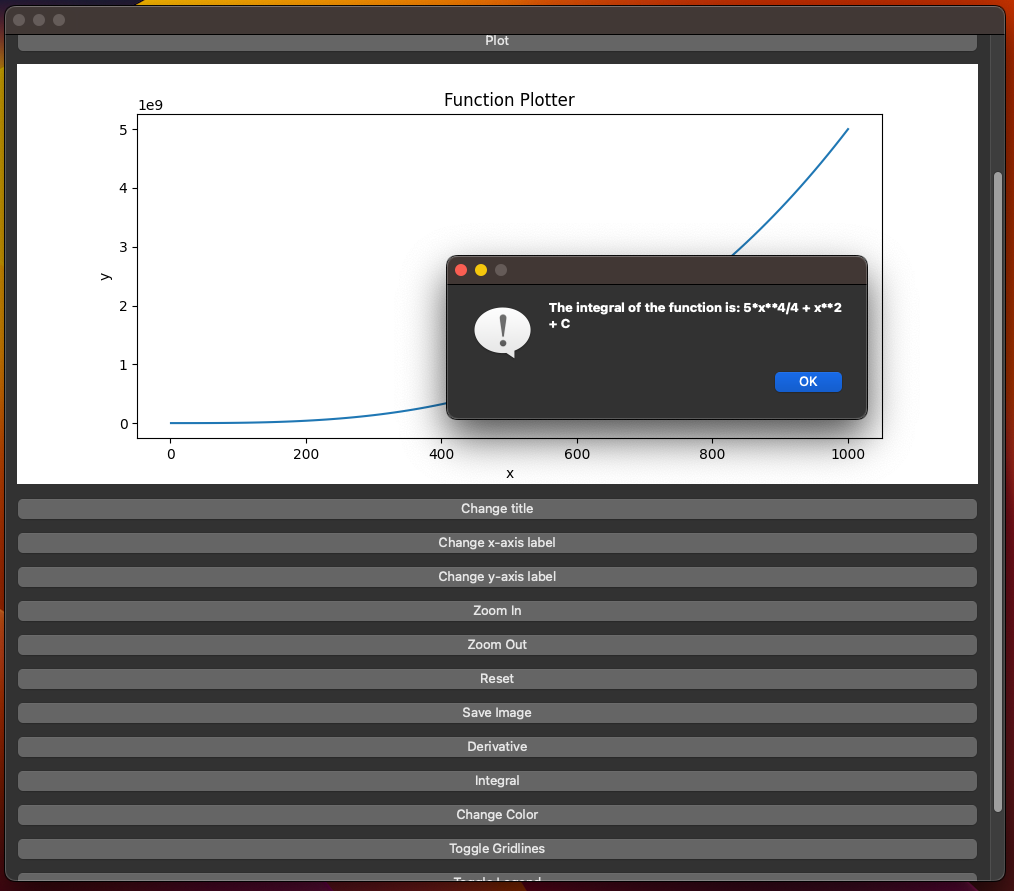 Plot
Function Plotter
1e9
5
4
3
2
1
0
y
0 200 400 600 800 1000
x
The integral of the function is: 5*x**4/4 + x**2
+ C
OK
Change title
Change x-axis label
Change y-axis label
Zoom In
Zoom Out
Reset
Save Image
Derivative
Integral
Change Color
Toggle Gridlines
Toggle Legend